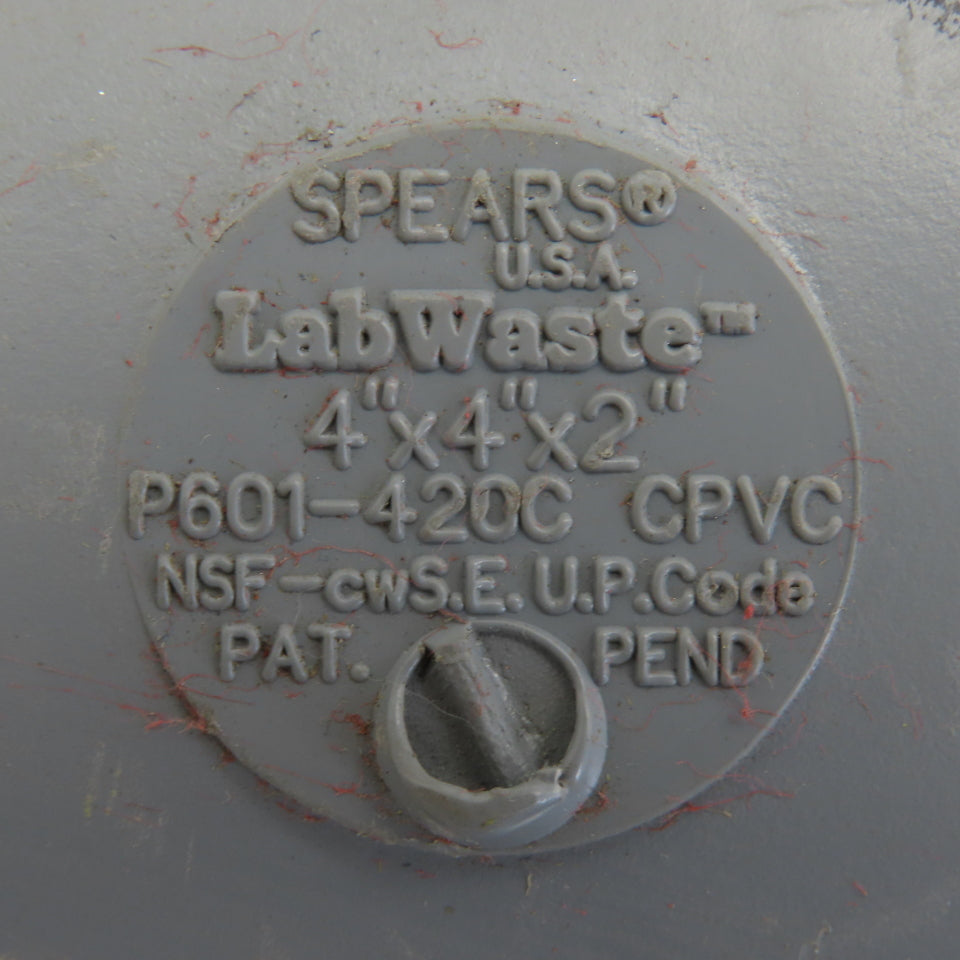 SPEARS®
U.S.A.
LabWaste™
4"x4"x2"
P601-420C CPVC
NSF-cwS.E. U.P.Code
PAT. PEND